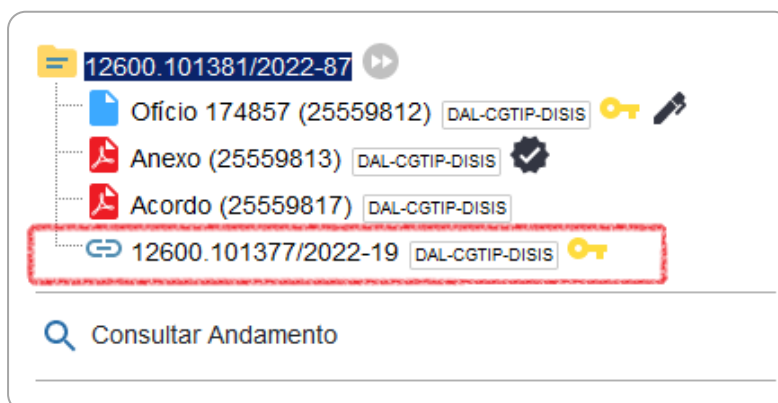 12600.101381/2022-87
Ofício 174857 (25559812) DAL-CGTIP-DISIS
Anexo (25559813) DAL-CGTIP-DISIS
Acordo (25559817) DAL-CGTIP-DISIS
12600.101377/2022-19 DAL-CGTIP-DISIS
Consultar Andamento